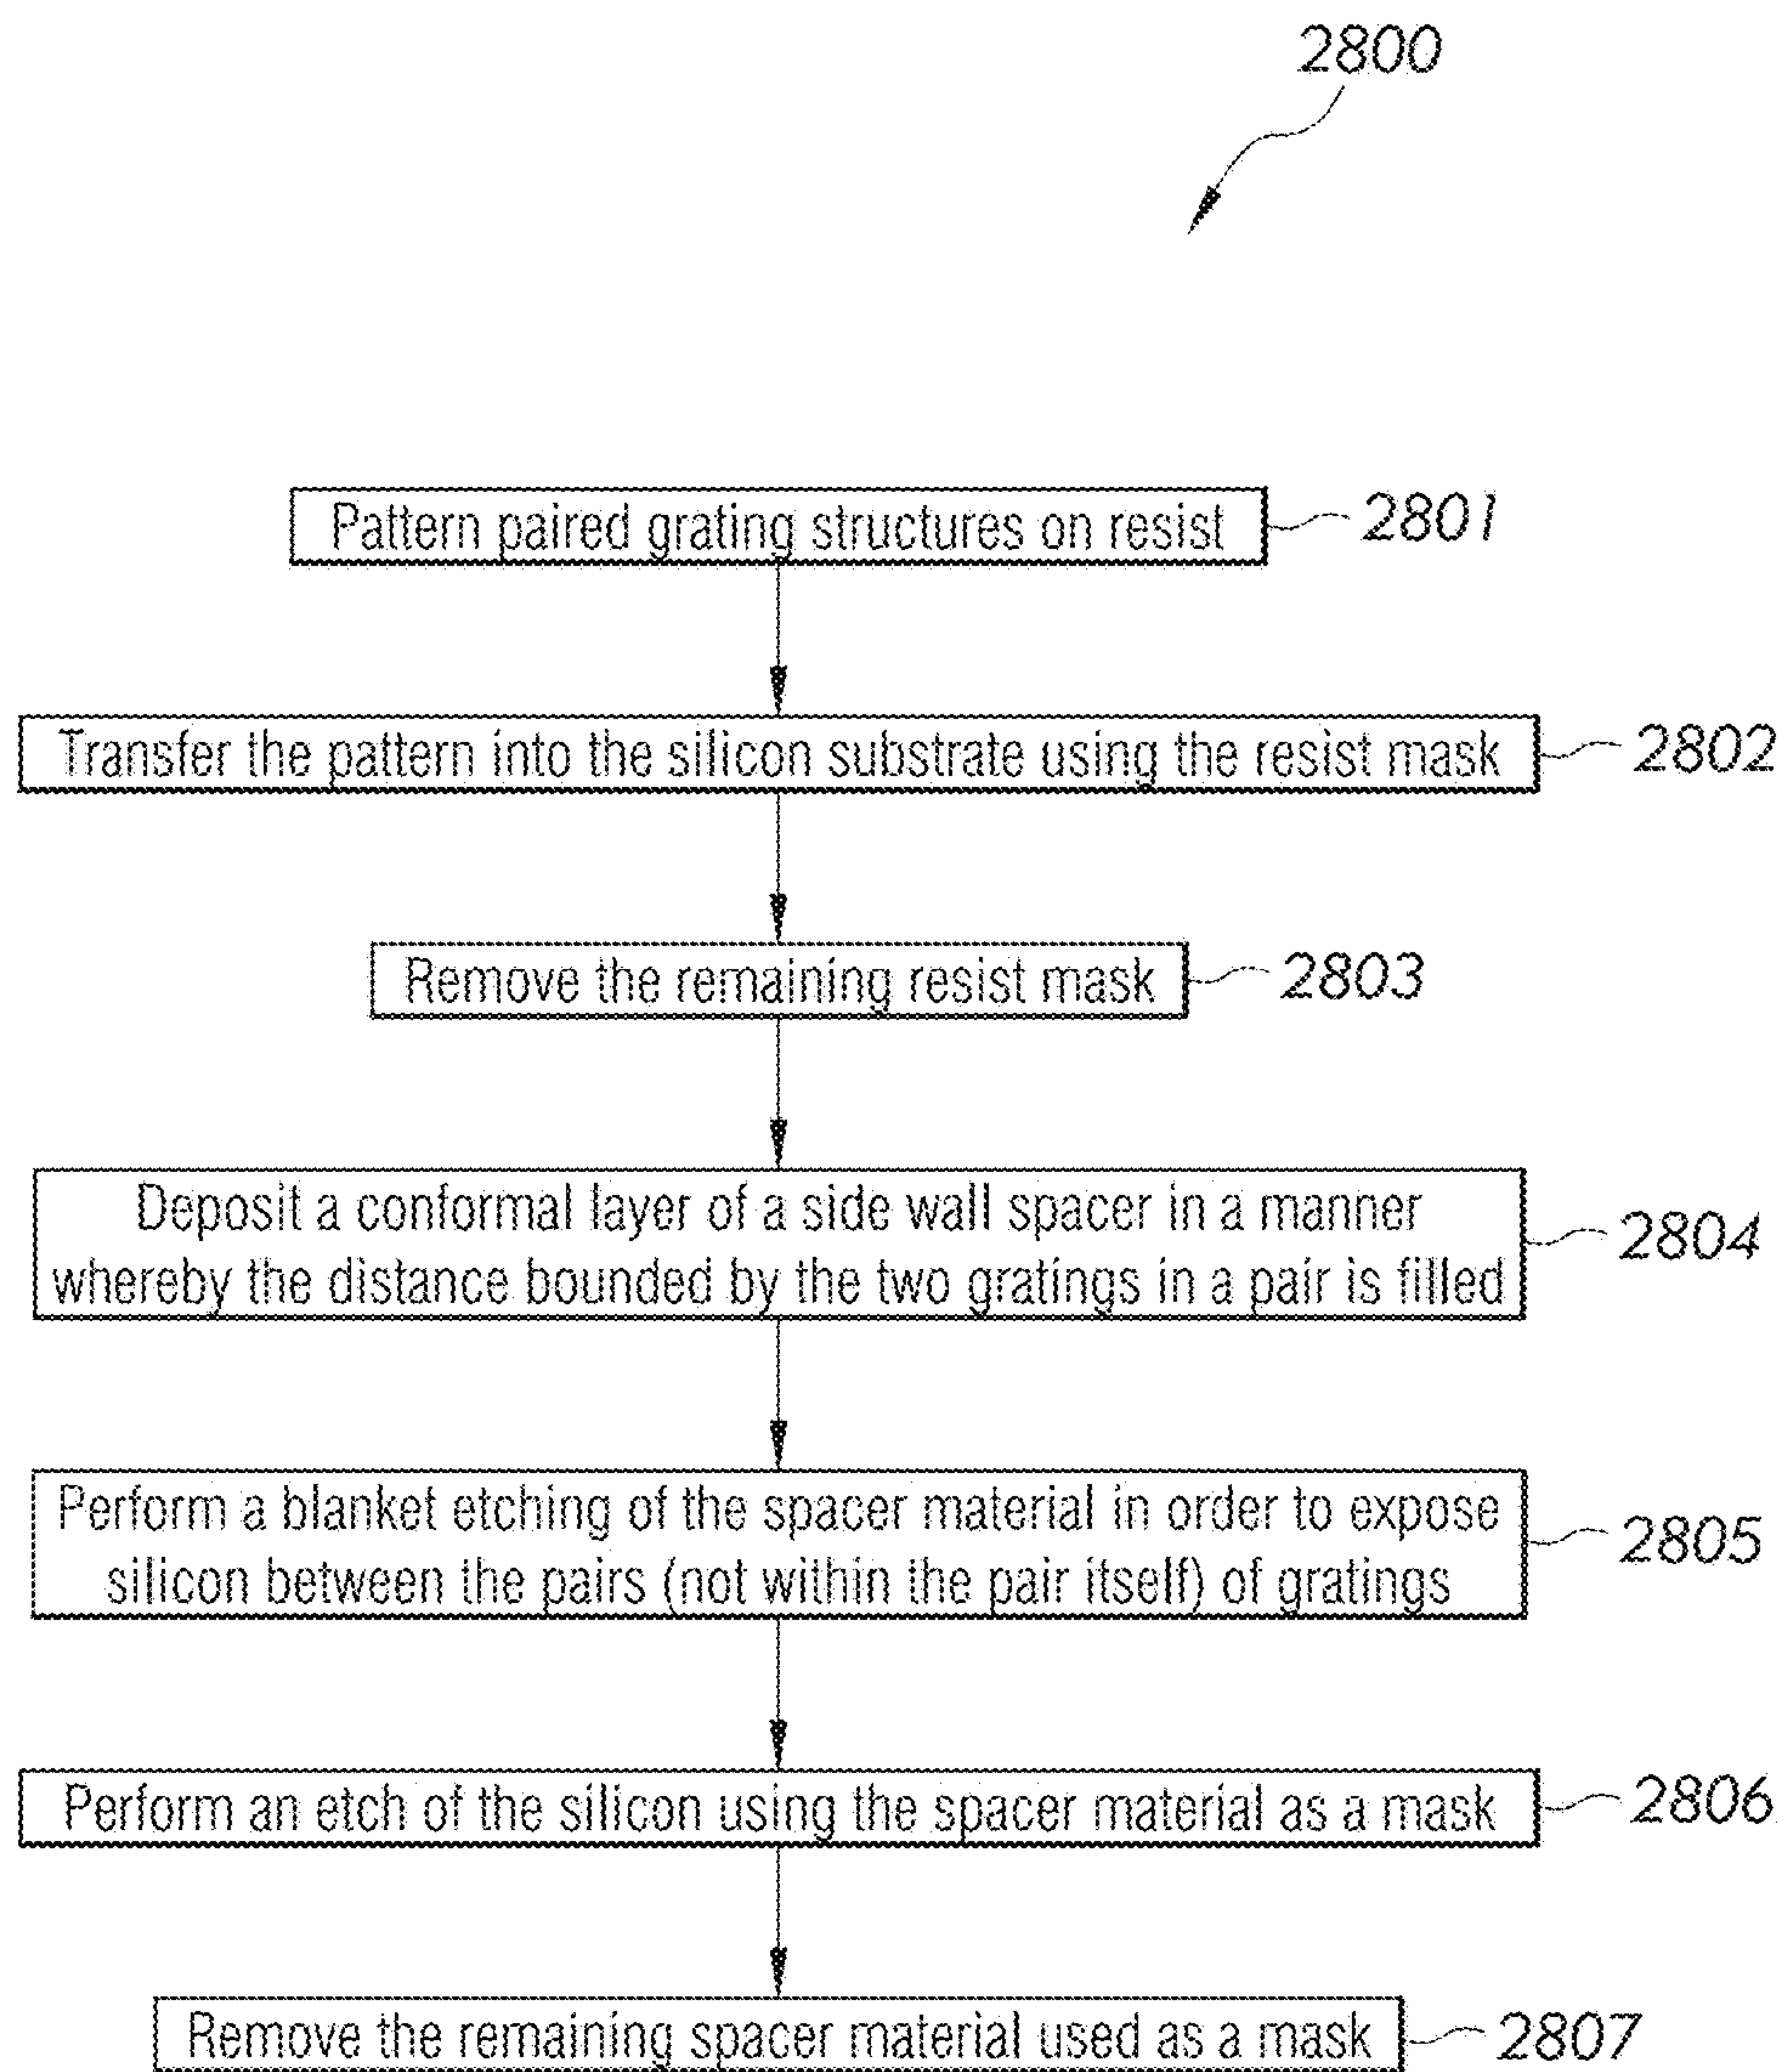 2800
Pattern paired grating structures on resist 2801
Transfer the pattern into the silicon substrate using the resist mask 2802
Remove the remaining resist mask 2803
Deposit a conformal layer of a side wall spacer in a manner
whereby the distance bounded by the two gratings in a pair is filled 2804
Perform a blanket etching of the spacer material in order to expose
silicon between the pairs (not within the pair itself) of gratings 2805
Perform an etch of the silicon using the spacer material as a mask 2806
Remove the remaining spacer material used as a mask 2807